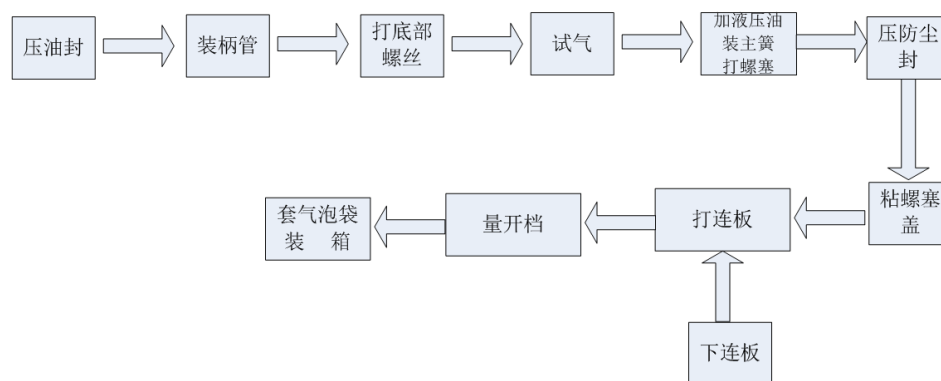 压油封
装柄管
打底部
螺丝
试气
加液压油
装主簧
打螺塞
压防尘
封
粘螺塞
盖
打连板
量开档
套气泡袋
装 箱
下连板